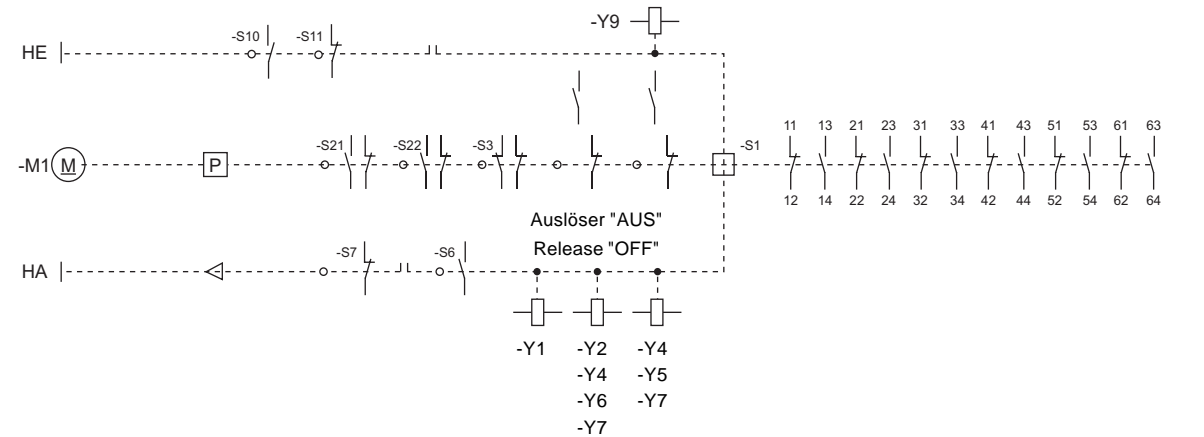 -Y9
-S10 -S11
HE
11 13 21 23 31 33 41 43 51 53 61 63
-S21 -S22 -S3 -S1
-M1 M P
12 14 22 24 32 34 42 44 52 54 62 64
Auslöser "AUS"
Release "OFF"
-S7 -S6
HA
-Y1 -Y2 -Y4
-Y4 -Y5
-Y6 -Y7
-Y7